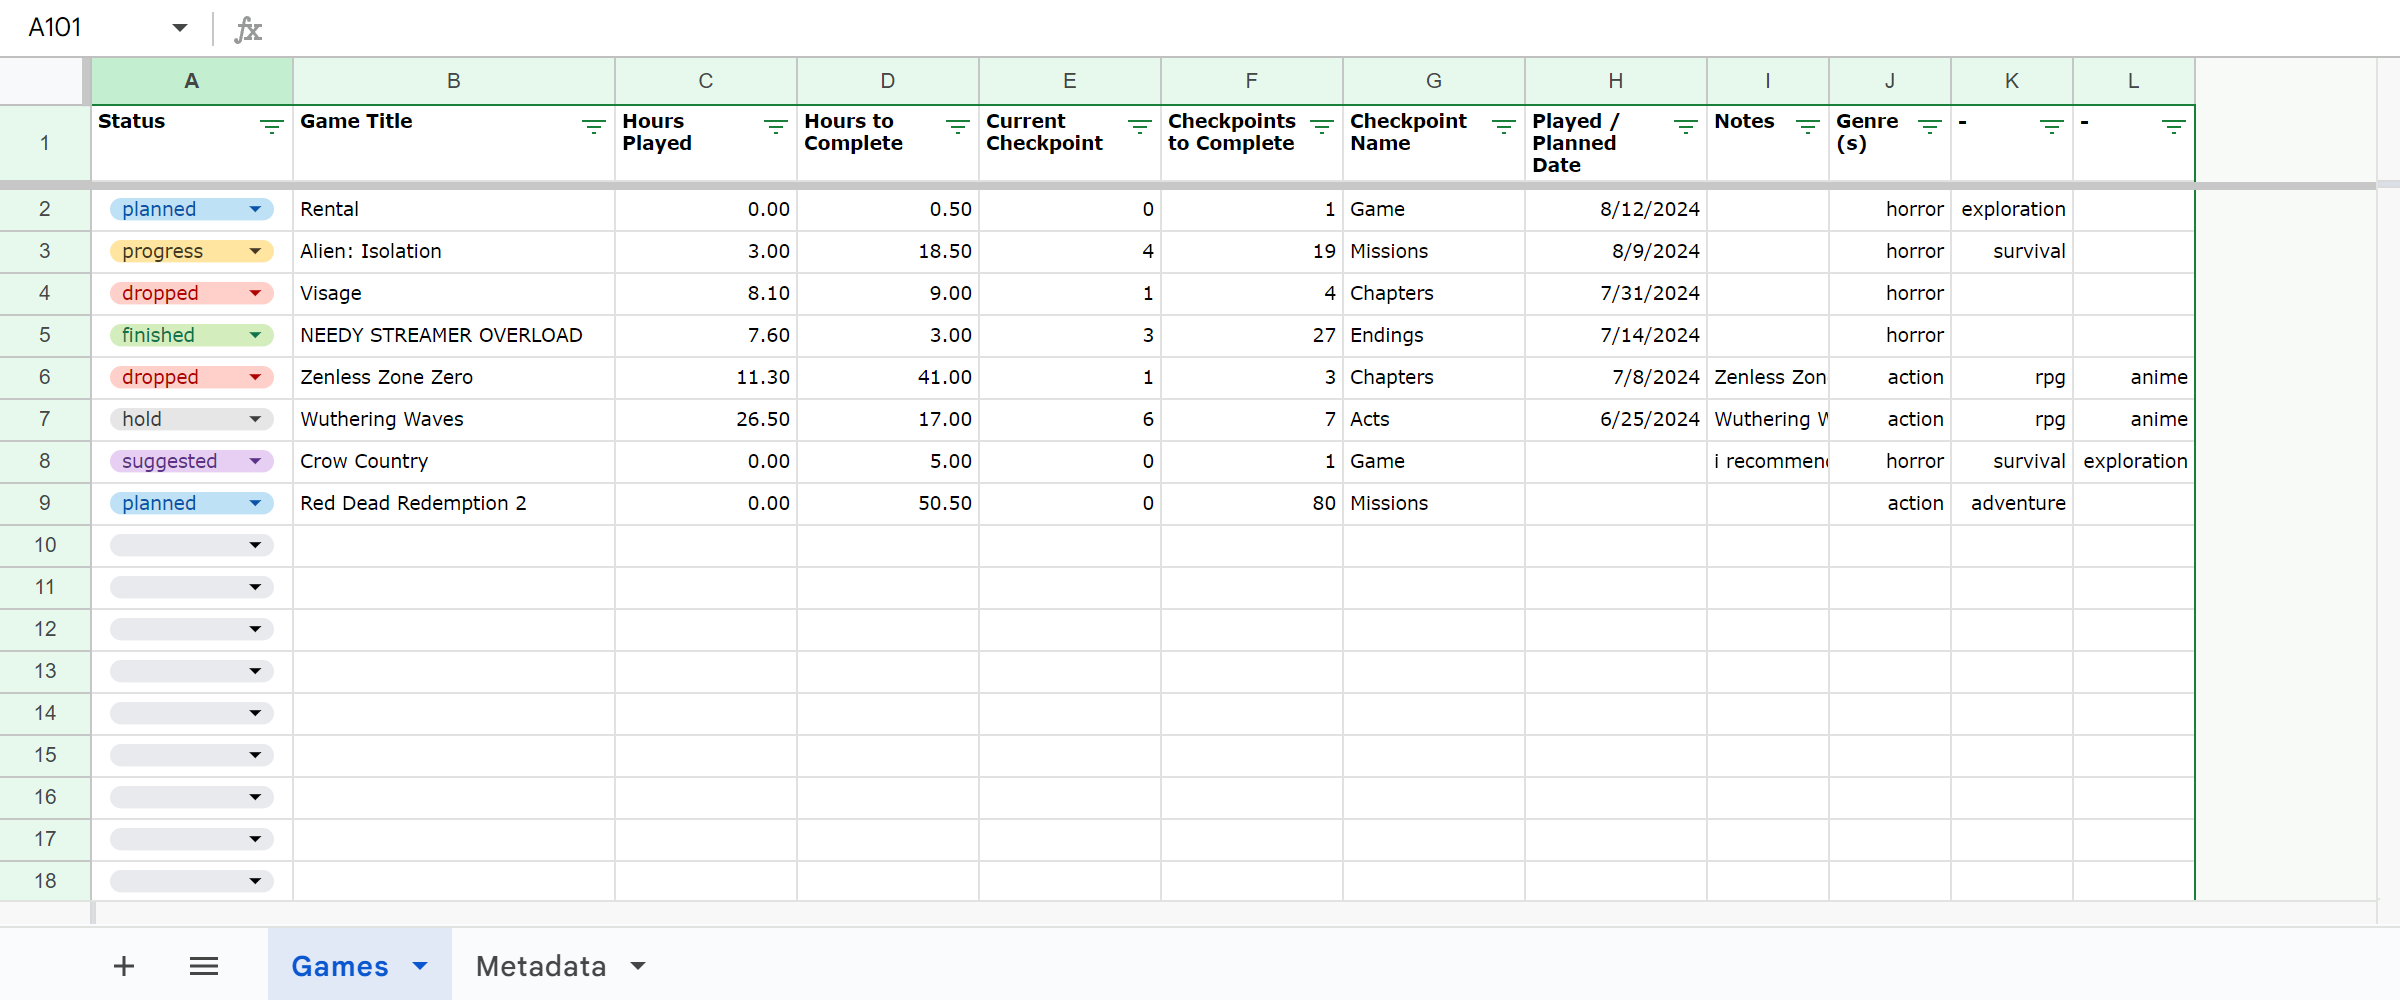 A101 fx
A B C D E F G H I J K L
1 Status Game Title Hours Played Hours to Complete Current Checkpoint Checkpoints to Complete Checkpoint Name Played / Planned Date Notes Genre (s) - -
2 planned Rental 0.00 0.50 0 1 Game 8/12/2024 horror exploration
3 progress Alien: Isolation 3.00 18.50 4 19 Missions 8/9/2024 horror survival
4 dropped Visage 8.10 9.00 1 4 Chapters 7/31/2024 horror
5 finished NEEDY STREAMER OVERLOAD 7.60 3.00 3 27 Endings 7/14/2024 horror
6 dropped Zenless Zone Zero 11.30 41.00 1 3 Chapters 7/8/2024 Zenless Zon action rpg anime
7 hold Wuthering Waves 26.50 17.00 6 7 Acts 6/25/2024 Wuthering W action rpg anime
8 suggested Crow Country 0.00 5.00 0 1 Game i recommen horror survival exploration
9 planned Red Dead Redemption 2 0.00 50.50 0 80 Missions action adventure
10
11
12
13
14
15
16
17
18
+ Games Metadata